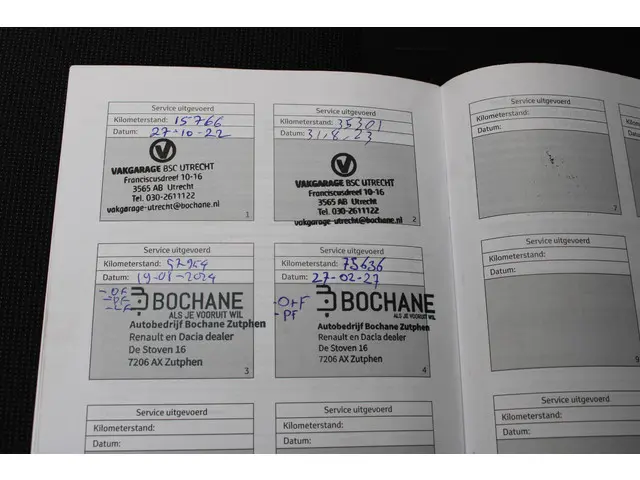 Service uitgevoerd
Kilometerstand: 15766
Datum: 27-10-22
VAKGARAGE BSC UTRECHT
Franciscusdreef 10-16
3565 AB Utrecht
Tel. 030-2611122
vakgarage-utrecht@bochane.nl
1
Service uitgevoerd
Kilometerstand: 35301
Datum: 31.8.23
VAKGARAGE BSC UTRECHT
Franciscusdreef 10-16
3565 AB Utrecht
Tel. 030-2611122
vakgarage-utrecht@bochane.nl
2
Service uitgevoerd
Kilometerstand:
Datum:
7
Service uitgevoerd
Kilometerstand: 57954
Datum: 19-01-2024
-OF
-PF
-LF
BOCHANE
ALS JE VOORUIT WIL
Autobedrijf Bochane Zutphen
Renault en Dacia dealer
De Stoven 16
7206 AX Zutphen
3
Service uitgevoerd
Kilometerstand: 75636
Datum: 27-02-27
-O+F
-PF
BOCHANE
ALS JE VOORUIT WIL
Autobedrijf Bochane Zutphen
Renault en Dacia dealer
De Stoven 16
7206 AX Zutphen
4
Service uitgevoerd
Kilometerstand:
Datum:
9
Service uitgevoerd
Kilometerstand:
Datum:
Service uitgevoerd
Kilometerstand:
Datum:
Service uitgevoerd
Kilometerstand:
Datum: